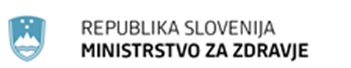 REPUBLIKA SLOVENIJA
MINISTRSTVO ZA ZDRAVJE